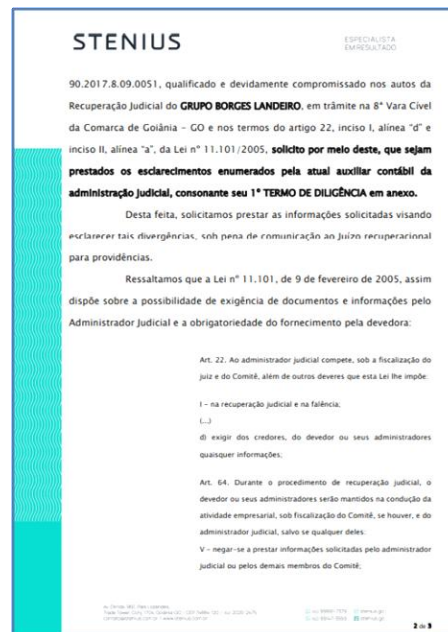 STENIUS
ESPECIALISTA
EM RESULTADO
90.2017.8.09.0051, qualificado e devidamente compromissado nos autos da
Recuperação Judicial do GRUPO BORGES LANDEIRO, em trâmite na 8ª Vara Cível
da Comarca de Goiânia – GO e nos termos do artigo 22, inciso I, alínea "d" e
inciso II, alínea "a", da Lei nº 11.101/2005, solicito por meio deste, que sejam
prestados os esclarecimentos enumerados pela atual auxiliar contábil da
administração judicial, consonante seu 1º TERMO DE DILIGÊNCIA em anexo.
Desta feita, solicitamos prestar as informações solicitadas visando
esclarecer tais divergências, sob pena de comunicação ao Juízo recuperacional
para providências.
Ressaltamos que a Lei nº 11.101, de 9 de fevereiro de 2005, assim
dispõe sobre a possibilidade de exigência de documentos e informações pelo
Administrador Judicial e a obrigatoriedade do fornecimento pela devedora:
Art. 22. Ao administrador judicial compete, sob a fiscalização do
juiz e do Comitê, além de outros deveres que esta Lei lhe impõe:
I – na recuperação judicial e na falência;
(...)
d) exigir dos credores, do devedor ou seus administradores
quaisquer informações;
Art. 64. Durante o procedimento de recuperação judicial, o
devedor ou seus administradores serão mantidos na condução da
atividade empresarial, sob fiscalização do Comitê, se houver, e do
administrador judicial, salvo se qualquer deles:
V – negar-se a prestar informações solicitadas pelo administrador
judicial ou pelos demais membros do Comitê;
2 de 3